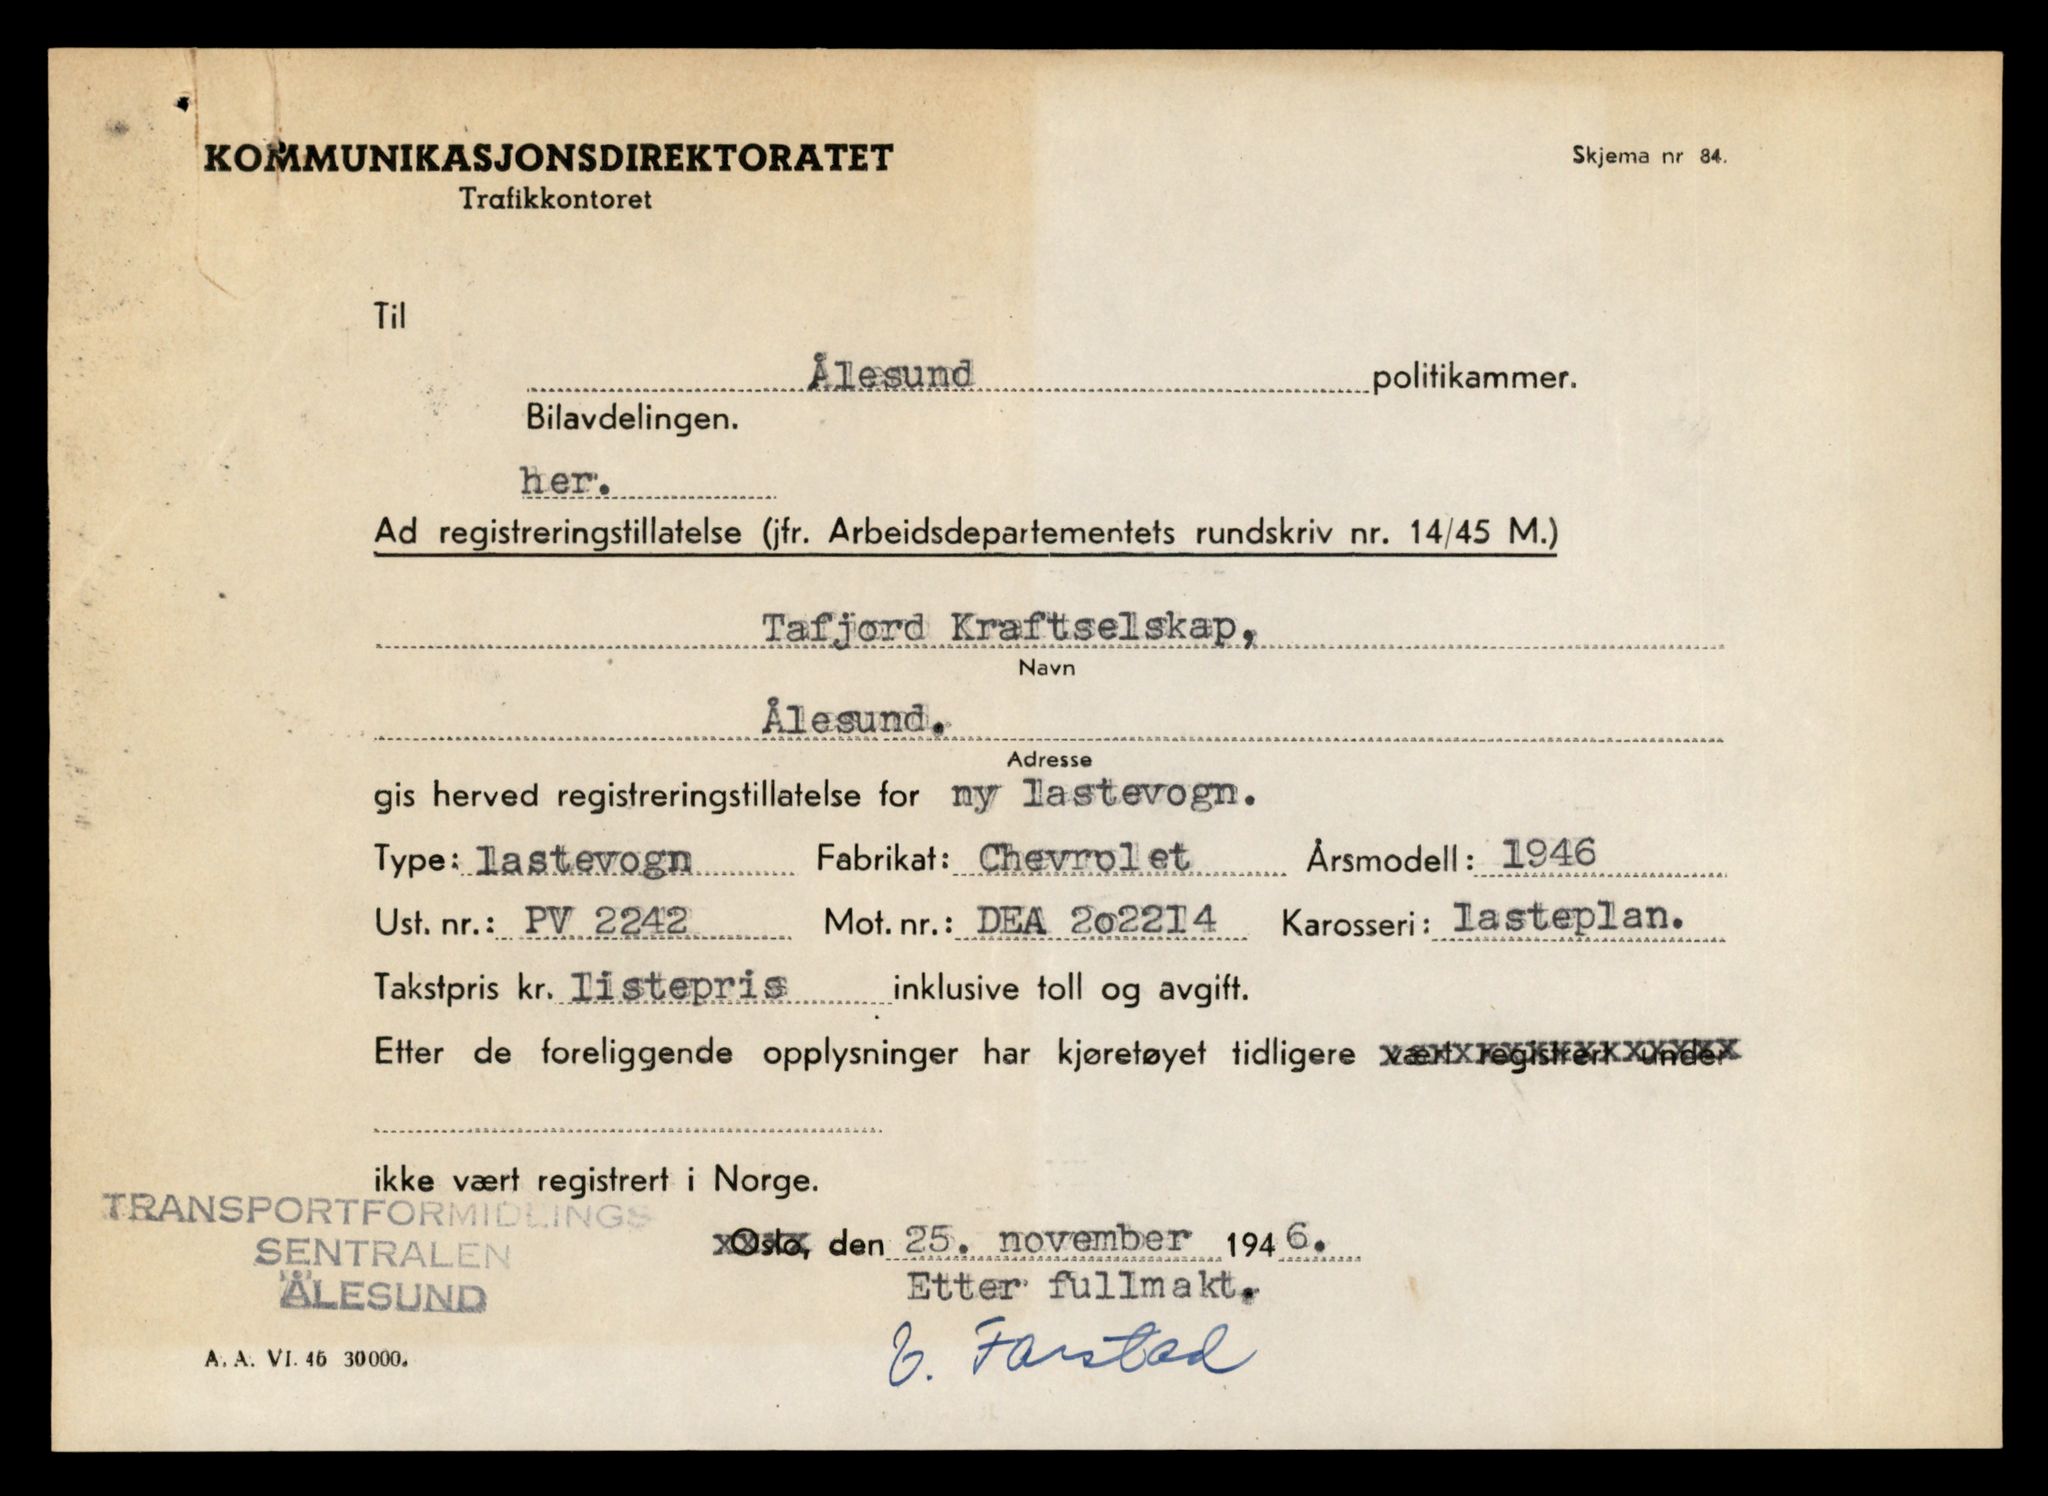 KOMMUNIKASJONSDIREKTORATET
Skjema nr 84.
Trafikkontoret
Til
Ålesund politikammer.
Bilavdelingen.
her.
Ad registreringstillatelse (jfr. Arbeidsdepartementets rundskriv nr. 14/45 M.)
Tafjord Kraftselskap,
Navn
Ålesund.
Adresse
gis herved registreringstillatelse for ny lastevogn.
Type: lastevogn Fabrikat: Chevrolet Årsmodell: 1946
Ust. nr.: PV 2242 Mot. nr.: DEA 2o2214 Karosseri: lasteplan.
Takstpris kr. listepris inklusive toll og avgift.
Etter de foreliggende opplysninger har kjøretøyet tidligere vært registrert under
ikke vært registrert i Norge.
TRANSPORTFORMIDLINGS
SENTRALEN
ÅLESUND
Oslo, den 25. november 1946.
Etter fullmakt.
Farstad
A. A. VI. 46 30000.